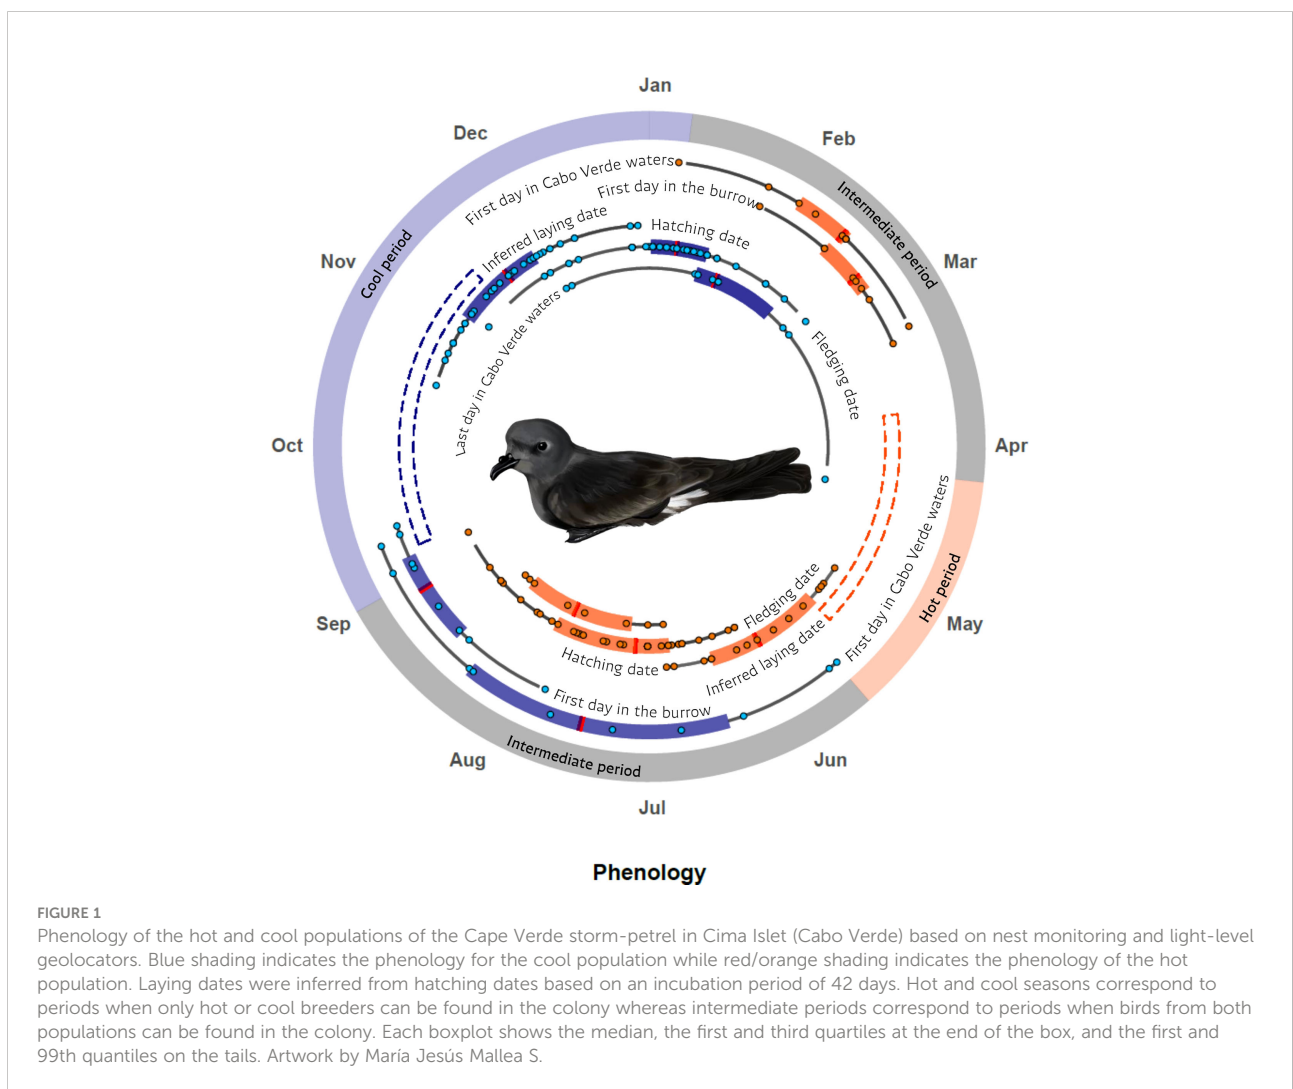 Jan
Dec
Feb
First day in Cabo Verde waters
First day in the burrow
Intermediate period
Inferred laying date
Hatching date
Nov
Mar
Cool period
Last day in Cabo Verde waters
Fledging date
Oct
Apr
First day in Cabo Verde waters
Hot period
Fledging date
Sep
May
Inferred laying date
Hatching date
First day in the burrow
Intermediate period
Aug
Jun
Jul
Phenology
FIGURE 1
Phenology of the hot and cool populations of the Cape Verde storm-petrel in Cima Islet (Cabo Verde) based on nest monitoring and light-level
geolocators. Blue shading indicates the phenology for the cool population while red/orange shading indicates the phenology of the hot
population. Laying dates were inferred from hatching dates based on an incubation period of 42 days. Hot and cool seasons correspond to
periods when only hot or cool breeders can be found in the colony whereas intermediate periods correspond to periods when birds from both
populations can be found in the colony. Each boxplot shows the median, the first and third quartiles at the end of the box, and the first and
99th quantiles on the tails. Artwork by María Jesús Mallea S.